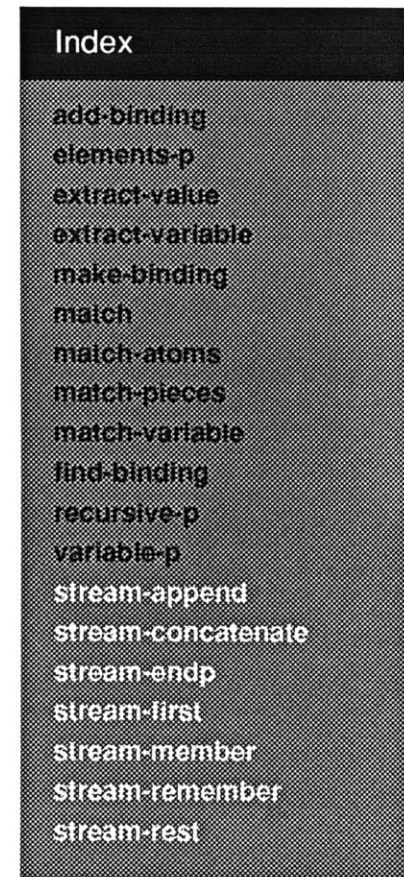 Index
add-binding
elements-p
extract-value
extract-variable
make-binding
match
match-atoms
match-pieces
match-variable
find-binding
recursive-p
variable-p
stream-append
stream-concatenate
stream-endp
stream-first
stream-member
stream-remember
stream-rest